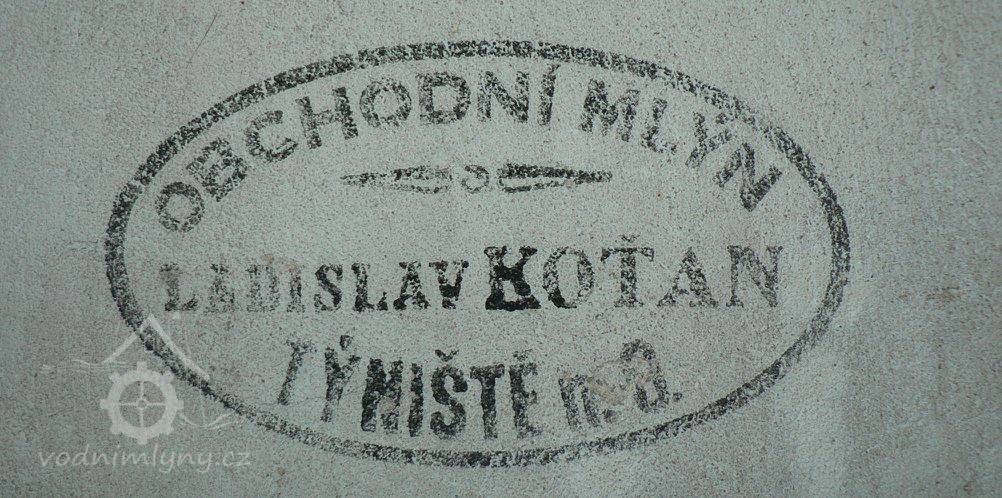 OBCHODNÍ MLÝN
LADISLAV KOŤAN
TÝNIŠTĚ n. O.
vodnimlyny.cz